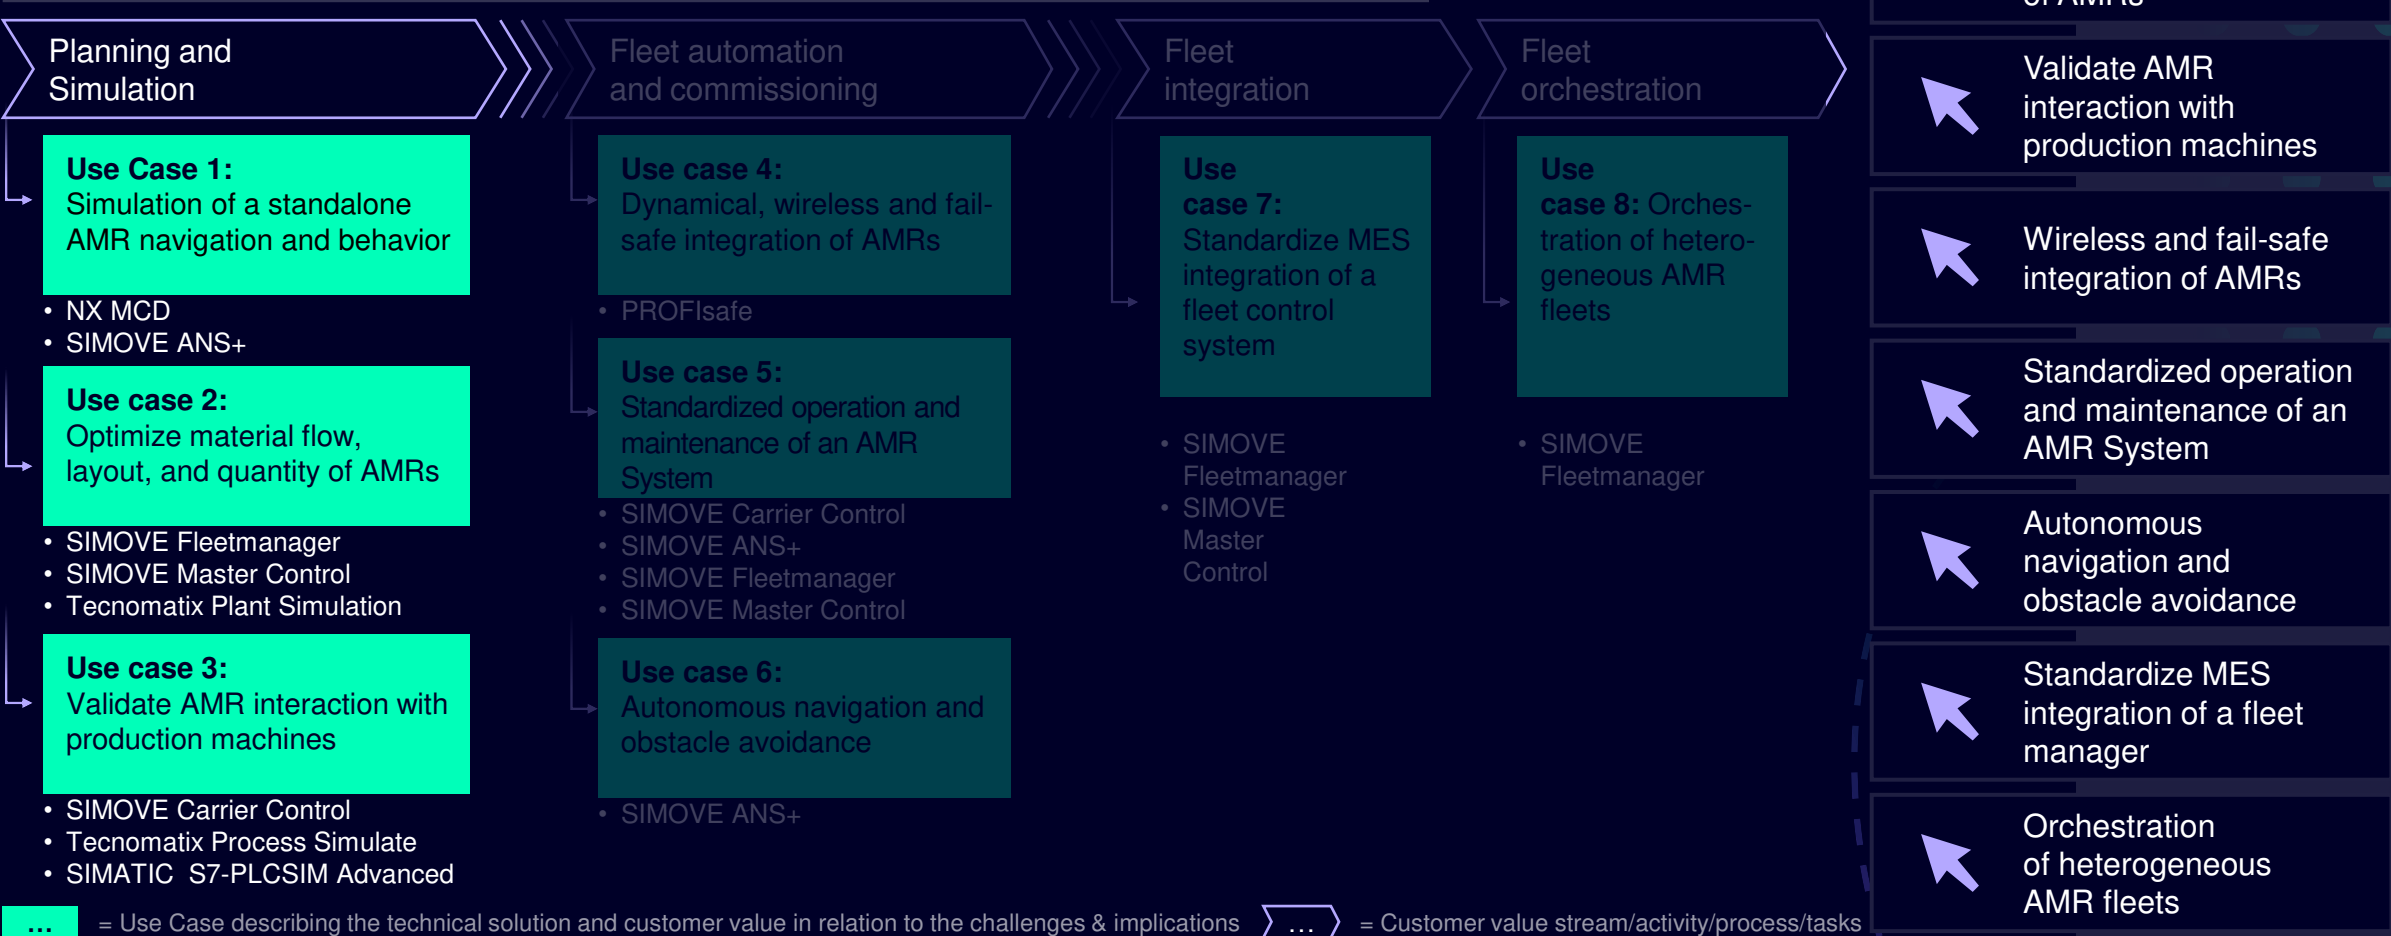 Planning and
Simulation
Use Case 1:
Simulation of a standalone
AMR navigation and behavior
• NX MCD
• SIMOVE ANS+
Use case 2:
Optimize material flow,
layout, and quantity of AMRs
• SIMOVE Fleetmanager
• SIMOVE Master Control
• Tecnomatix Plant Simulation
Use case 3:
Validate AMR interaction with
production machines
• SIMOVE Carrier Control
• Tecnomatix Process Simulate
• SIMATIC S7-PLCSIM Advanced
Fleet automation
and commissioning
Use case 4:
Dynamical, wireless and fail-
safe integration of AMRs
• PROFIsafe
Use case 5:
Standardized operation and
maintenance of an AMR
System
• SIMOVE Carrier Control
• SIMOVE ANS+
• SIMOVE Fleetmanager
• SIMOVE Master Control
Use case 6:
Autonomous navigation and
obstacle avoidance
• SIMOVE ANS+
Fleet
integration
Use
case 7:
Standardize MES
integration of a
fleet control
system
• SIMOVE
Fleetmanager
• SIMOVE
Master
Control
Fleet
orchestration
Use
case 8: Orches-
tration of hetero-
geneous AMR
fleets
• SIMOVE
Fleetmanager
of AMRs
Validate AMR
interaction with
production machines
Wireless and fail-safe
integration of AMRs
Standardized operation
and maintenance of an
AMR System
Autonomous
navigation and
obstacle avoidance
Standardize MES
integration of a fleet
manager
Orchestration
of heterogeneous
AMR fleets
... = Use Case describing the technical solution and customer value in relation to the challenges & implications
... = Customer value stream/activity/process/tasks